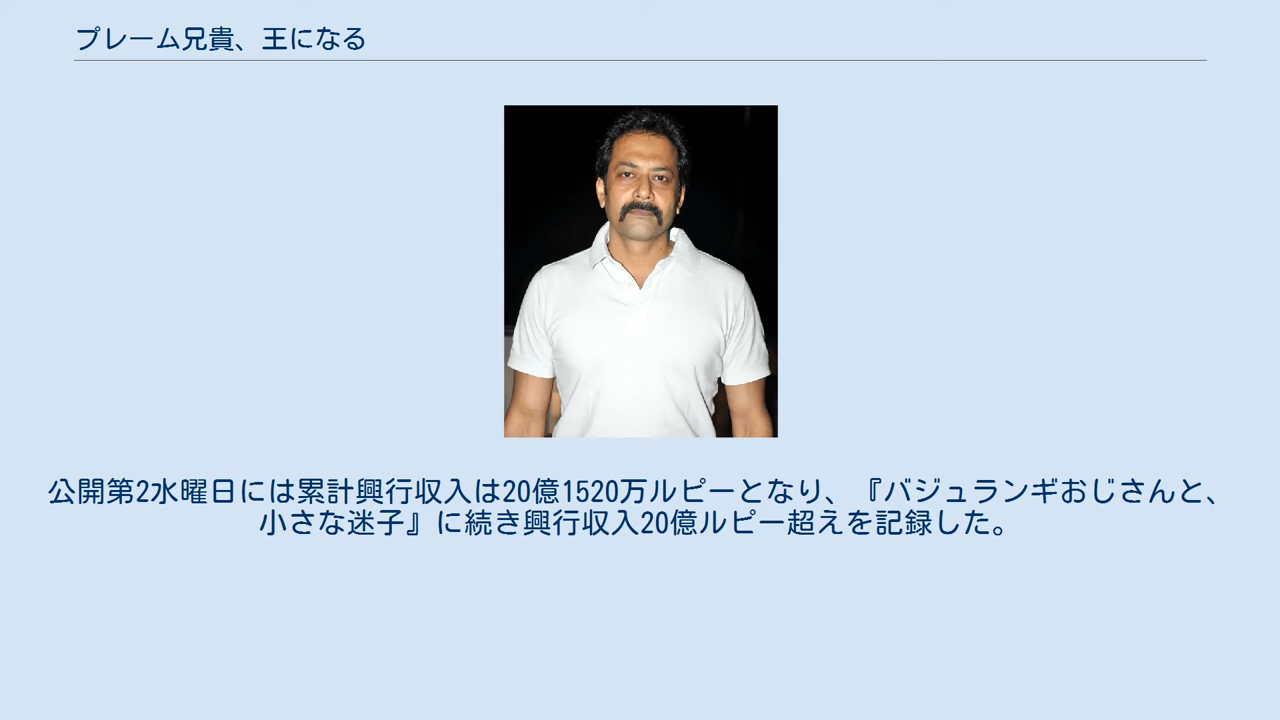 プレーム兄貴、王になる
公開第2水曜日には累計興行収入は20億1520万ルピーとなり、『バジュランギおじさんと、
小さな迷子』に続き興行収入20億ルピー超えを記録した。